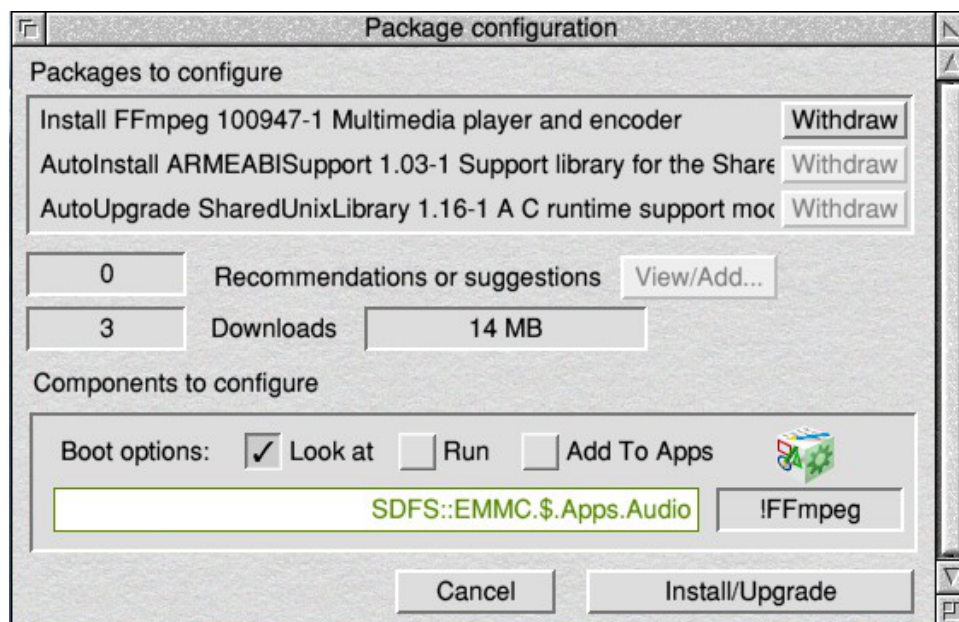 Package configuration
Packages to configure
Install FFmpeg 100947-1 Multimedia player and encoder Withdraw
AutoInstall ARMEABISupport 1.03-1 Support library for the Share Withdraw
AutoUpgrade SharedUnixLibrary 1.16-1 A C runtime support mod Withdraw
0 Recommendations or suggestions View/Add...
3 Downloads 14 MB
Components to configure
Boot options: ✓ Look at Run Add To Apps
SDFS::EMMC.$.Apps.Audio !FFmpeg
Cancel Install/Upgrade